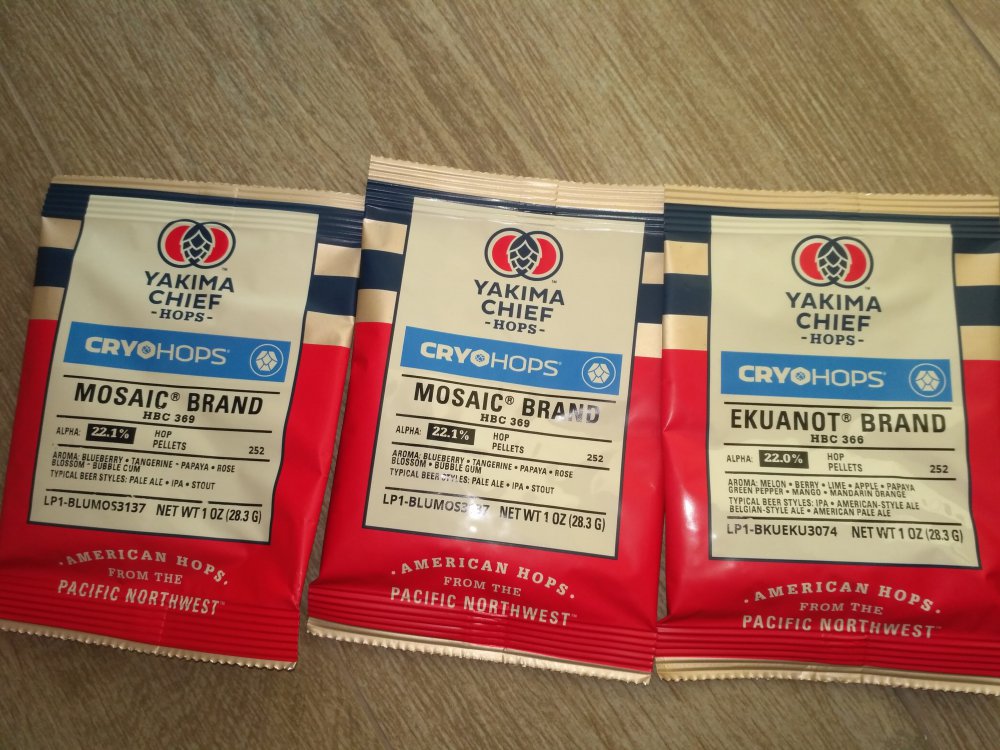 YAKIMA
CHIEF
-HOPS-
CRYOHOPS®
MOSAIC® BRAND
HBC 369
ALPHA: 22.1% HOP
PELLETS 252
AROMA: BLUEBERRY • TANGERINE • PAPAYA • ROSE
BLOSSOM • BUBBLE GUM
TYPICAL BEER STYLES: PALE ALE • IPA • STOUT
LP1-BLUMOS3137 NET WT 1 OZ (28.3 G)
• AMERICAN HOPS •
FROM THE
PACIFIC NORTHWEST™
YAKIMA
CHIEF
-HOPS-
CRYOHOPS®
MOSAIC® BRAND
HBC 369
ALPHA: 22.1% HOP
PELLETS 252
AROMA: BLUEBERRY • TANGERINE • PAPAYA • ROSE
BLOSSOM • BUBBLE GUM
TYPICAL BEER STYLES: PALE ALE • IPA • STOUT
LP1-BLUMOS3137 NET WT 1 OZ (28.3 G)
• AMERICAN HOPS •
FROM THE
PACIFIC NORTHWEST™
YAKIMA
CHIEF
-HOPS-
CRYOHOPS®
EKUANOT® BRAND
HBC 366
ALPHA: 22.0% HOP
PELLETS 252
AROMA: MELON • BERRY • LIME • APPLE • PAPAYA
GREEN PEPPER • MANGO • MANDARIN ORANGE
TYPICAL BEER STYLES: IPA • AMERICAN-STYLE ALE
BELGIAN-STYLE ALE • AMERICAN PALE ALE
LP1-BKUEKU3074 NET WT 1 OZ (28.3 G)
• AMERICAN HOPS •
FROM THE
PACIFIC NORTHWEST™